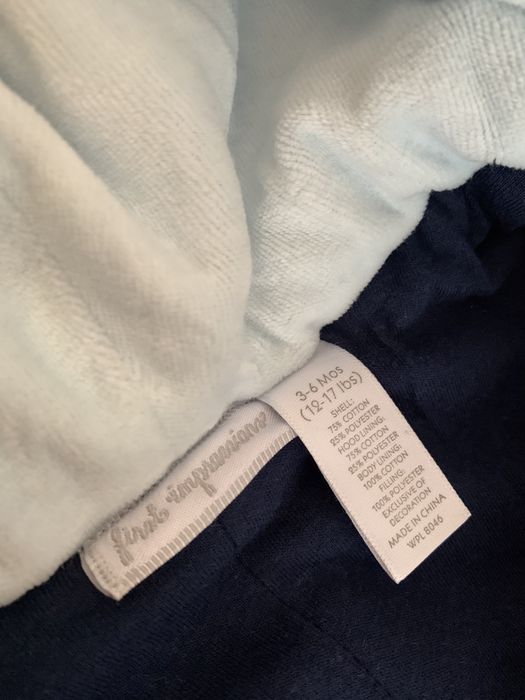 first impressions
3-6 Mos
(12-17 lbs)
SHELL:
75% COTTON
25% POLYESTER
HOOD LINING:
75% COTTON
25% POLYESTER
BODY LINING:
100% COTTON
FILLING:
100% POLYESTER
EXCLUSIVE OF
DECORATION
MADE IN CHINA
WPL 8046